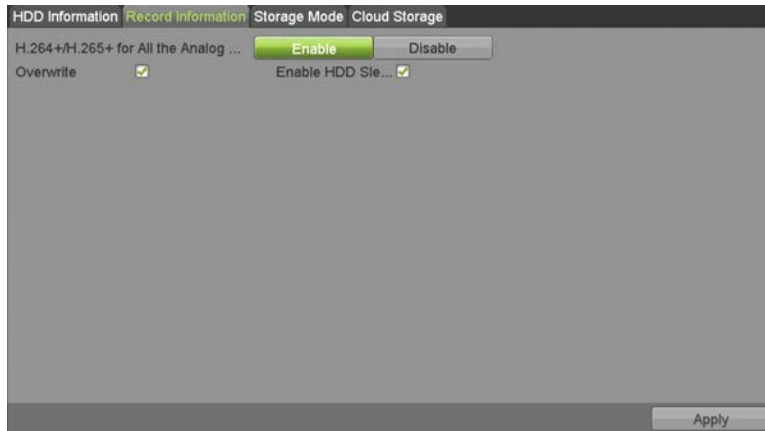 HDD Information Record Information Storage Mode Cloud Storage
H.264+/H.265+ for All the Analog ... Enable Disable
Overwrite Enable HDD Sle...
Apply